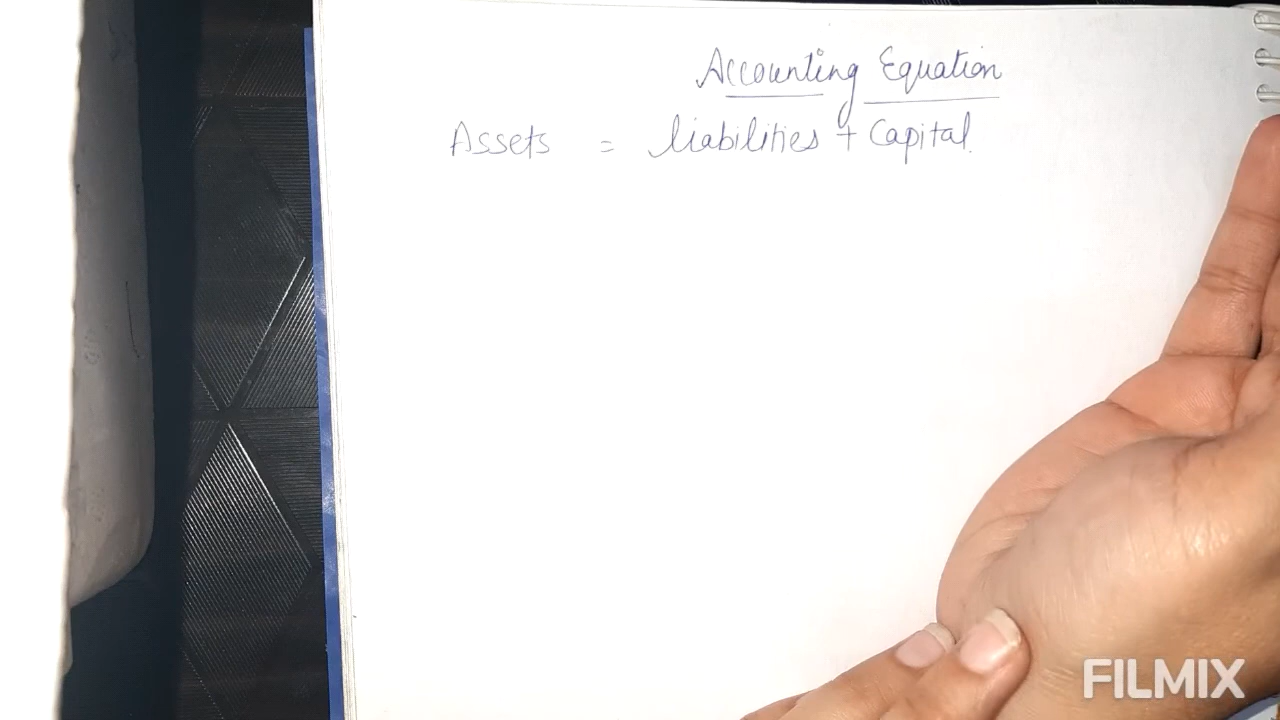 Accounting Equation
Assets = liabilities + Capital.
FILMIX